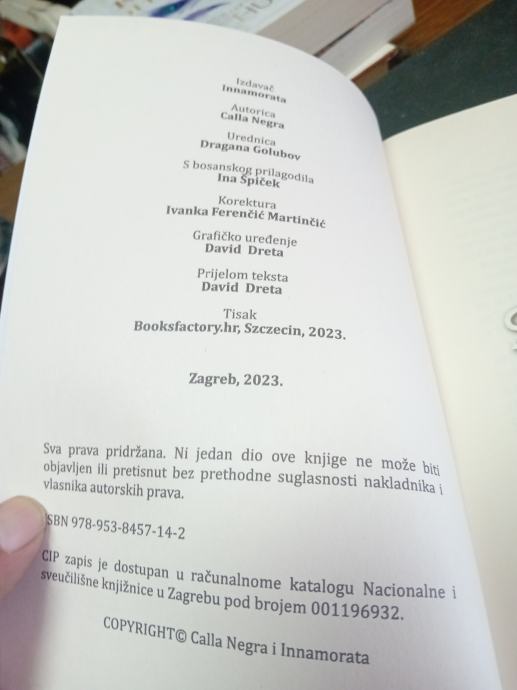 Izdavač
Innamorata
Autorica
Calla Negra
Urednica
Dragana Golubov
S bosanskog prilagodila
Ina Špiček
Korektura
Ivanka Ferenčić Martinčić
Grafičko uređenje
David Dreta
Prijelom teksta
David Dreta
Tisak
Booksfactory.hr, Szczecin, 2023.
Zagreb, 2023.
Sva prava pridržana. Ni jedan dio ove knjige ne može biti
objavljen ili pretisnut bez prethodne suglasnosti nakladnika i
vlasnika autorskih prava.
ISBN 978-953-8457-14-2
CIP zapis je dostupan u računalnome katalogu Nacionalne i
sveučilišne knjižnice u Zagrebu pod brojem 001196932.
COPYRIGHT© Calla Negra i Innamorata